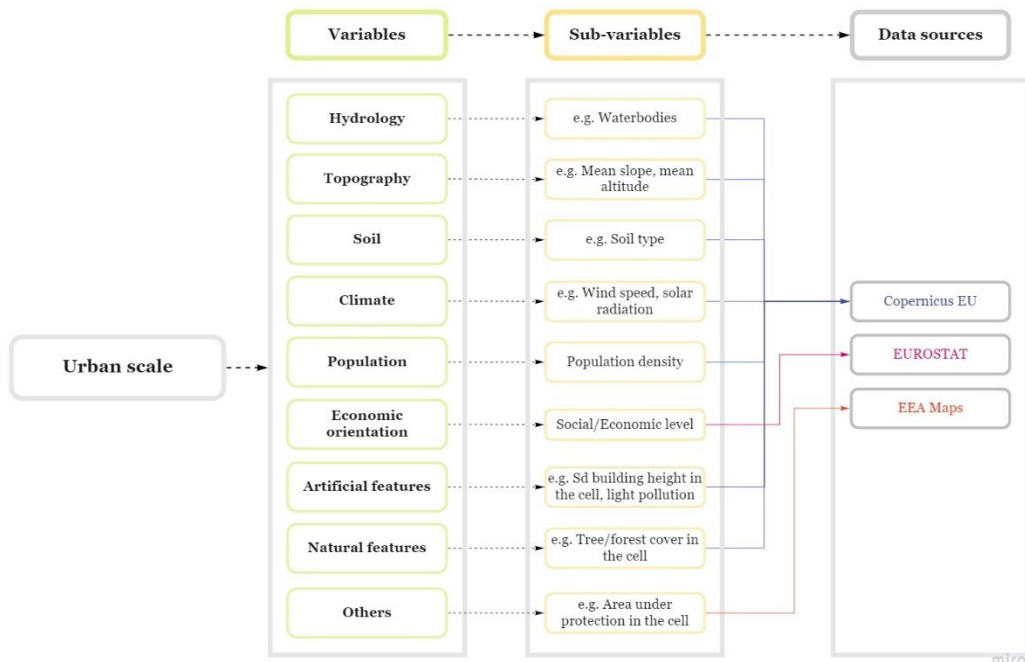 Variables
Sub-variables
Data sources
Hydrology
e.g. Waterbodies
Topography
e.g. Mean slope, mean
altitude
Soil
e.g. Soil type
Climate
e.g. Wind speed, solar
radiation
Copernicus EU
Urban scale
Population
Population density
EUROSTAT
Economic
orientation
Social/Economic level
EEA Maps
Artificial features
e.g. Sd building height in
the cell, light pollution
Natural features
e.g. Tree/forest cover in
the cell
Others
e.g. Area under
protection in the cell
miro